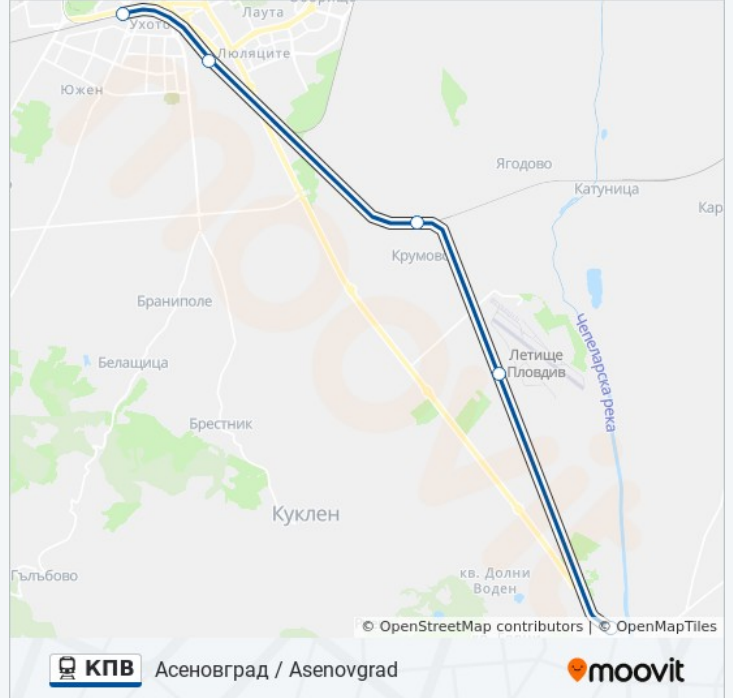 Лаута
Ухото
Люляците
Южен
Ягодово
Катуница
Кар
Крумово
Браниполе
Чепеларска река
Летище
Пловдив
Белащица
Брестник
Куклен
Гълъбово
кв. Долни
Воден
© OpenStreetMap contributors | © OpenMapTiles
КПВ Асеновград / Asenovgrad
moovit
moovit